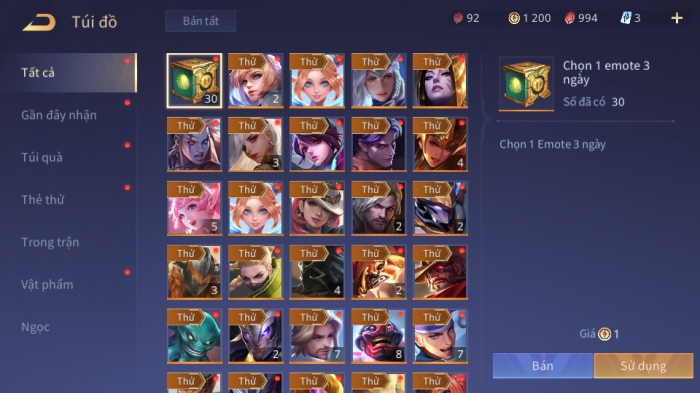 Túi đồ
Bán tất
92
1 200
994
3
Tất cả
Gần đây nhận
Túi quà
Thẻ thử
Trong trận
Vật phẩm
Ngọc
30
Thử
2
Thử
Thử
Thử
Thử
Thử
3
Thử
Thử
Thử
4
Thử
5
Thử
Thử
Thử
2
Thử
2
Thử
3
Thử
Thử
4
Thử
2
Thử
Thử
Thử
2
Thử
7
Thử
8
Thử
7
Thử
Thử
Thử
Thử
Thử
Chọn 1 emote 3
ngày
Số đã có 30
Chọn 1 Emote 3 ngày
Giá 1
Bán
Sử dụng